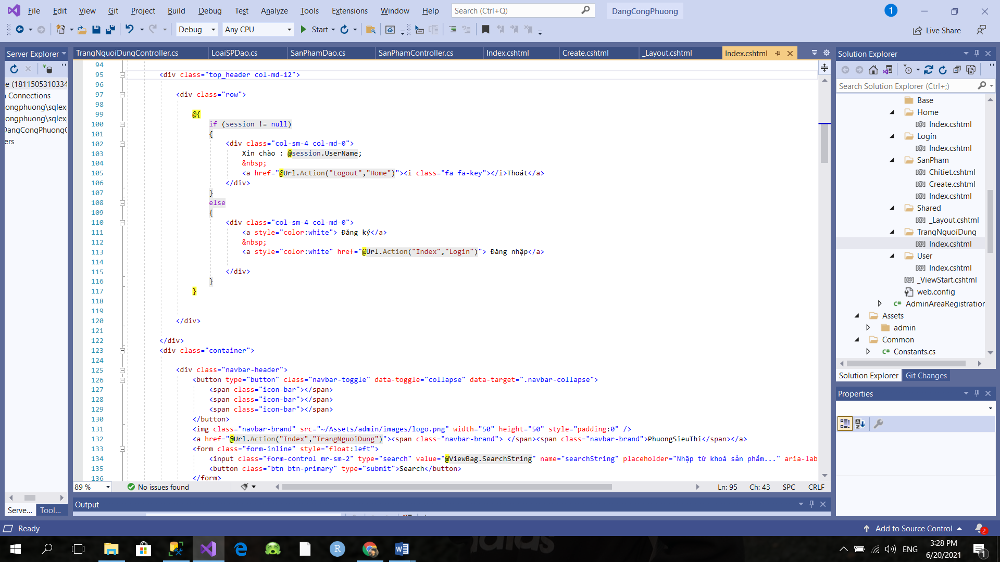 File Edit View Git Project Build Debug Test Analyze Tools Extensions Window Help Search (Ctrl+Q) DangCongPhuong 1
Debug Any CPU Start Live Share
Server Explorer TrangNguoiDungController.cs LoaiSPDao.cs SanPhamDao.cs SanPhamController.cs Index.cshtml Create.cshtml _Layout.cshtml Index.cshtml Solution Explorer
e (1811505310334
Connections
ongphuong\sqlexp
ongphuong\sqlexp
DangCongPhuong
ers
94
95 <div class="top_header col-md-12">
96
97 <div class="row">
98
99 @{
100 if (session != null)
101 {
102 <div class="col-sm-4 col-md-0">
103 Xin chào : @session.UserName;
104 &nbsp;
105 <a href="@Url.Action("Logout","Home")"><i class="fa fa-key"></i>Thoát</a>
106 </div>
107 }
108 else
109 {
110 <div class="col-sm-4 col-md-0">
111 <a style="color:white"> Đăng ký</a>
112 &nbsp;
113 <a style="color:white" href="@Url.Action("Index","Login")"> Đăng nhập</a>
114
115 </div>
116 }
117 }
118
119
120 </div>
121
122 </div>
123 <div class="container">
124
125 <div class="navbar-header">
126 <button type="button" class="navbar-toggle" data-toggle="collapse" data-target=".navbar-collapse">
127 <span class="icon-bar"></span>
128 <span class="icon-bar"></span>
129 <span class="icon-bar"></span>
130 </button>
131 <img class="navbar-brand" src="~/Assets/admin/images/logo.png" width="50" height="50" style="padding:0" />
132 <a href="@Url.Action("Index","TrangNguoiDung")"><span class="navbar-brand"> </span><span class="navbar-brand">PhuongSieuThi</span></a>
133 <form class="form-inline" style="float:left">
134 <input class="form-control mr-sm-2" type="search" value="@ViewBag.SearchString" name="searchString" placeholder="Nhập từ khoá sản phẩm..." aria-lab
135 <button class="btn btn-primary" type="submit">Search</button>
136 </form>
89 % No issues found Ln: 95 Ch: 43 SPC CRLF
Serve... Tool...
Output
Search Solution Explorer (Ctrl+;)
Base
Home
Index.cshtml
Login
Index.cshtml
SanPham
Chitiet.cshtml
Create.cshtml
Index.cshtml
Shared
_Layout.cshtml
TrangNguoiDung
Index.cshtml
User
Index.cshtml
_ViewStart.cshtml
web.config
C# AdminAreaRegistration
Assets
admin
Common
C# Constants.cs
Solution Explorer Git Changes
Properties
Ready Add to Source Control 2
ENG 3:28 PM
6/20/2021 1